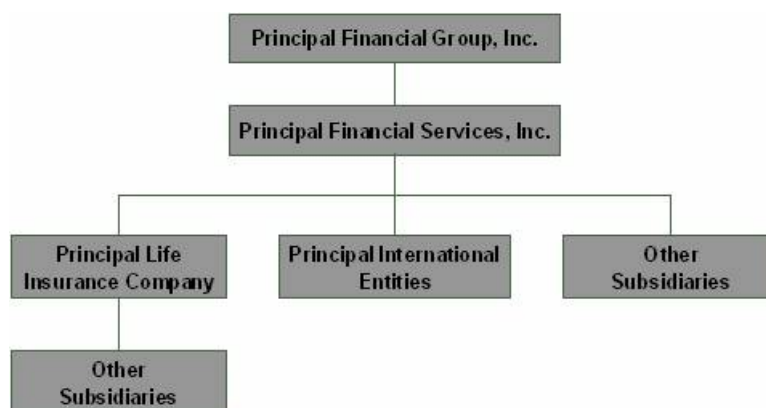 Principal Financial Group, Inc.
Principal Financial Services, Inc.
Principal Life
Insurance Company
Principal International
Entities
Other
Subsidiaries
Other
Subsidiaries